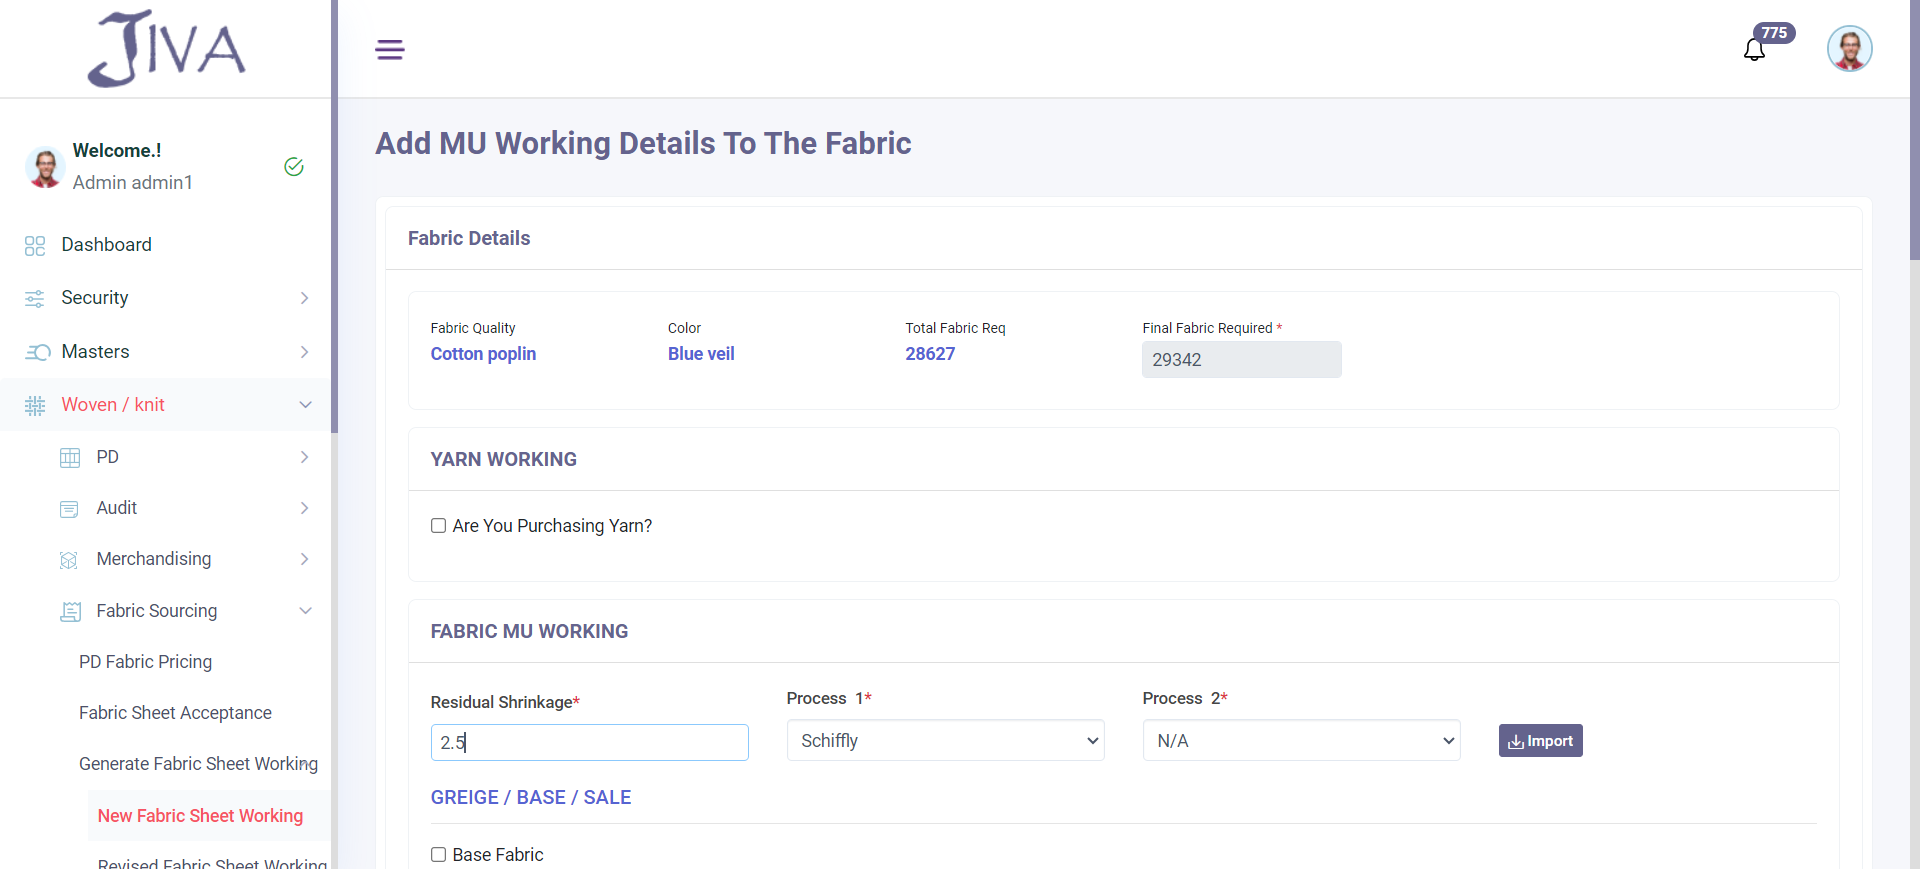 JIVA
775
Welcome.!
Admin admin1
Dashboard
Security
Masters
Woven / knit
PD
Audit
Merchandising
Fabric Sourcing
PD Fabric Pricing
Fabric Sheet Acceptance
Generate Fabric Sheet Working
New Fabric Sheet Working
Revised Fabric Sheet Working
Add MU Working Details To The Fabric
Fabric Details
Fabric Quality
Cotton poplin
Color
Blue veil
Total Fabric Req
28627
Final Fabric Required *
29342
YARN WORKING
Are You Purchasing Yarn?
FABRIC MU WORKING
Residual Shrinkage*
2.5
Process 1*
Schiffly
Process 2*
N/A
Import
GREIGE / BASE / SALE
Base Fabric